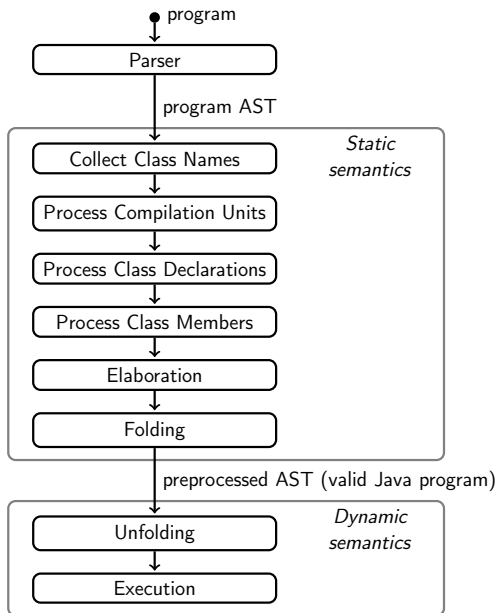 program
Parser
program AST
Static
semantics
Collect Class Names
Process Compilation Units
Process Class Declarations
Process Class Members
Elaboration
Folding
preprocessed AST (valid Java program)
Dynamic
semantics
Unfolding
Execution